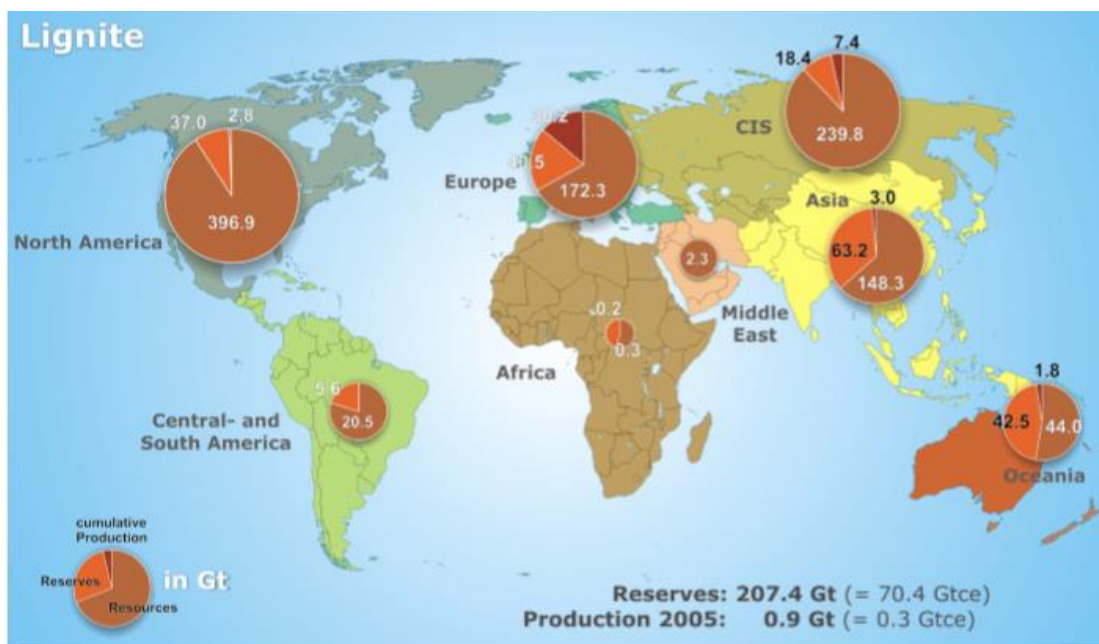 Lignite
7.4
18.4
37.0
2.8
CIS
239.8
40.5
Europe
172.3
Asia
3.0
396.9
North America
63.2
2.3
148.3
Middle
East
0.2
0.3
Africa
1.8
5.6
20.5
42.5
44.0
Central- and
South America
Oceania
cumulative
Production
Reserves
in Gt
Resources
Reserves: 207.4 Gt (= 70.4 Gtce)
Production 2005: 0.9 Gt (= 0.3 Gtce)